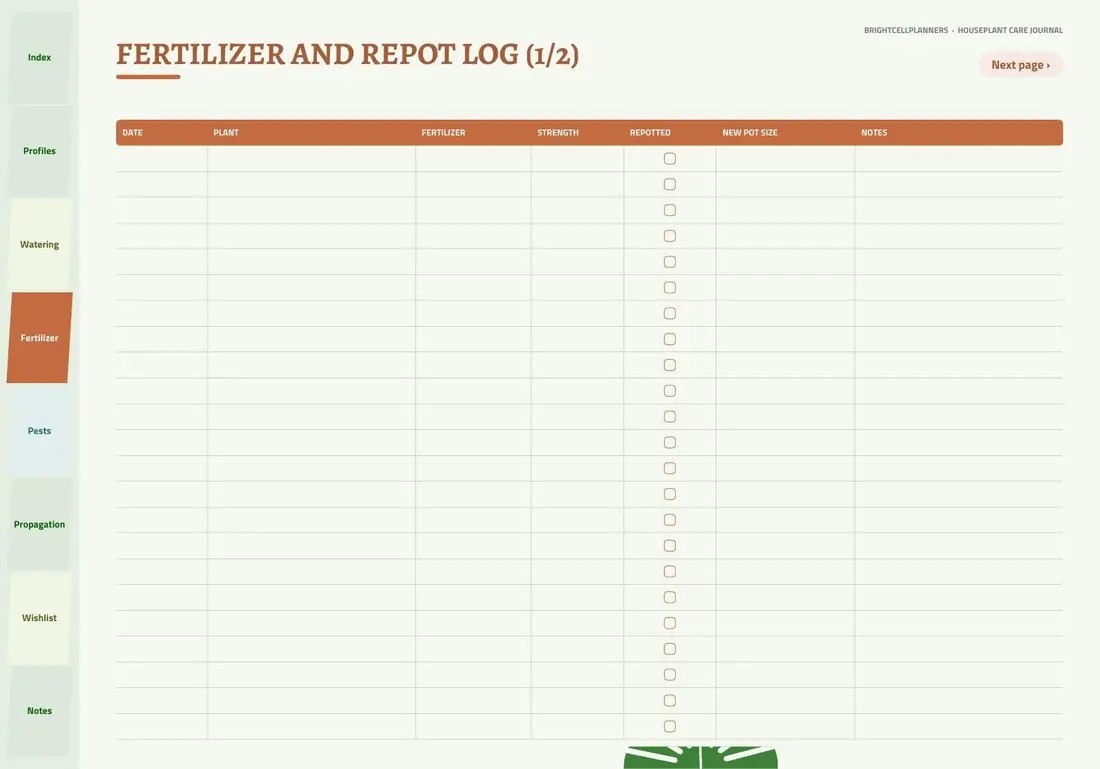 Index
Profiles
Watering
Fertilizer
Pests
Propagation
Wishlist
Notes
BRIGHTCELLPLANNERS · HOUSEPLANT CARE JOURNAL
FERTILIZER AND REPOT LOG (1/2)
Next page ›
DATE PLANT FERTILIZER STRENGTH REPOTTED NEW POT SIZE NOTES